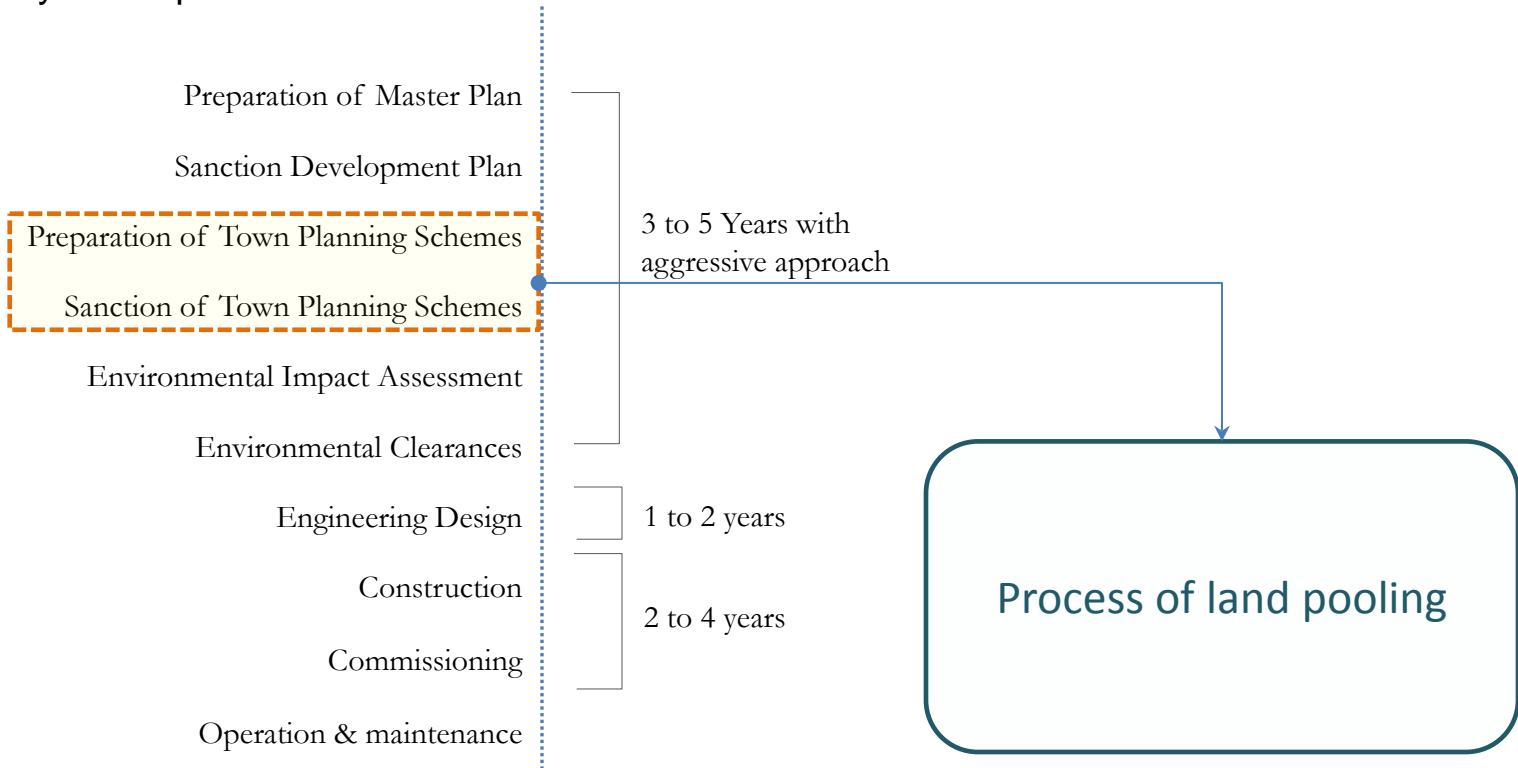 Preparation of Master Plan
Sanction Development Plan
Preparation of Town Planning Schemes
Sanction of Town Planning Schemes
Environmental Impact Assessment
Environmental Clearances
Engineering Design
Construction
Commissioning
Operation & maintenance
3 to 5 Years with
aggressive approach
1 to 2 years
2 to 4 years
Process of land pooling